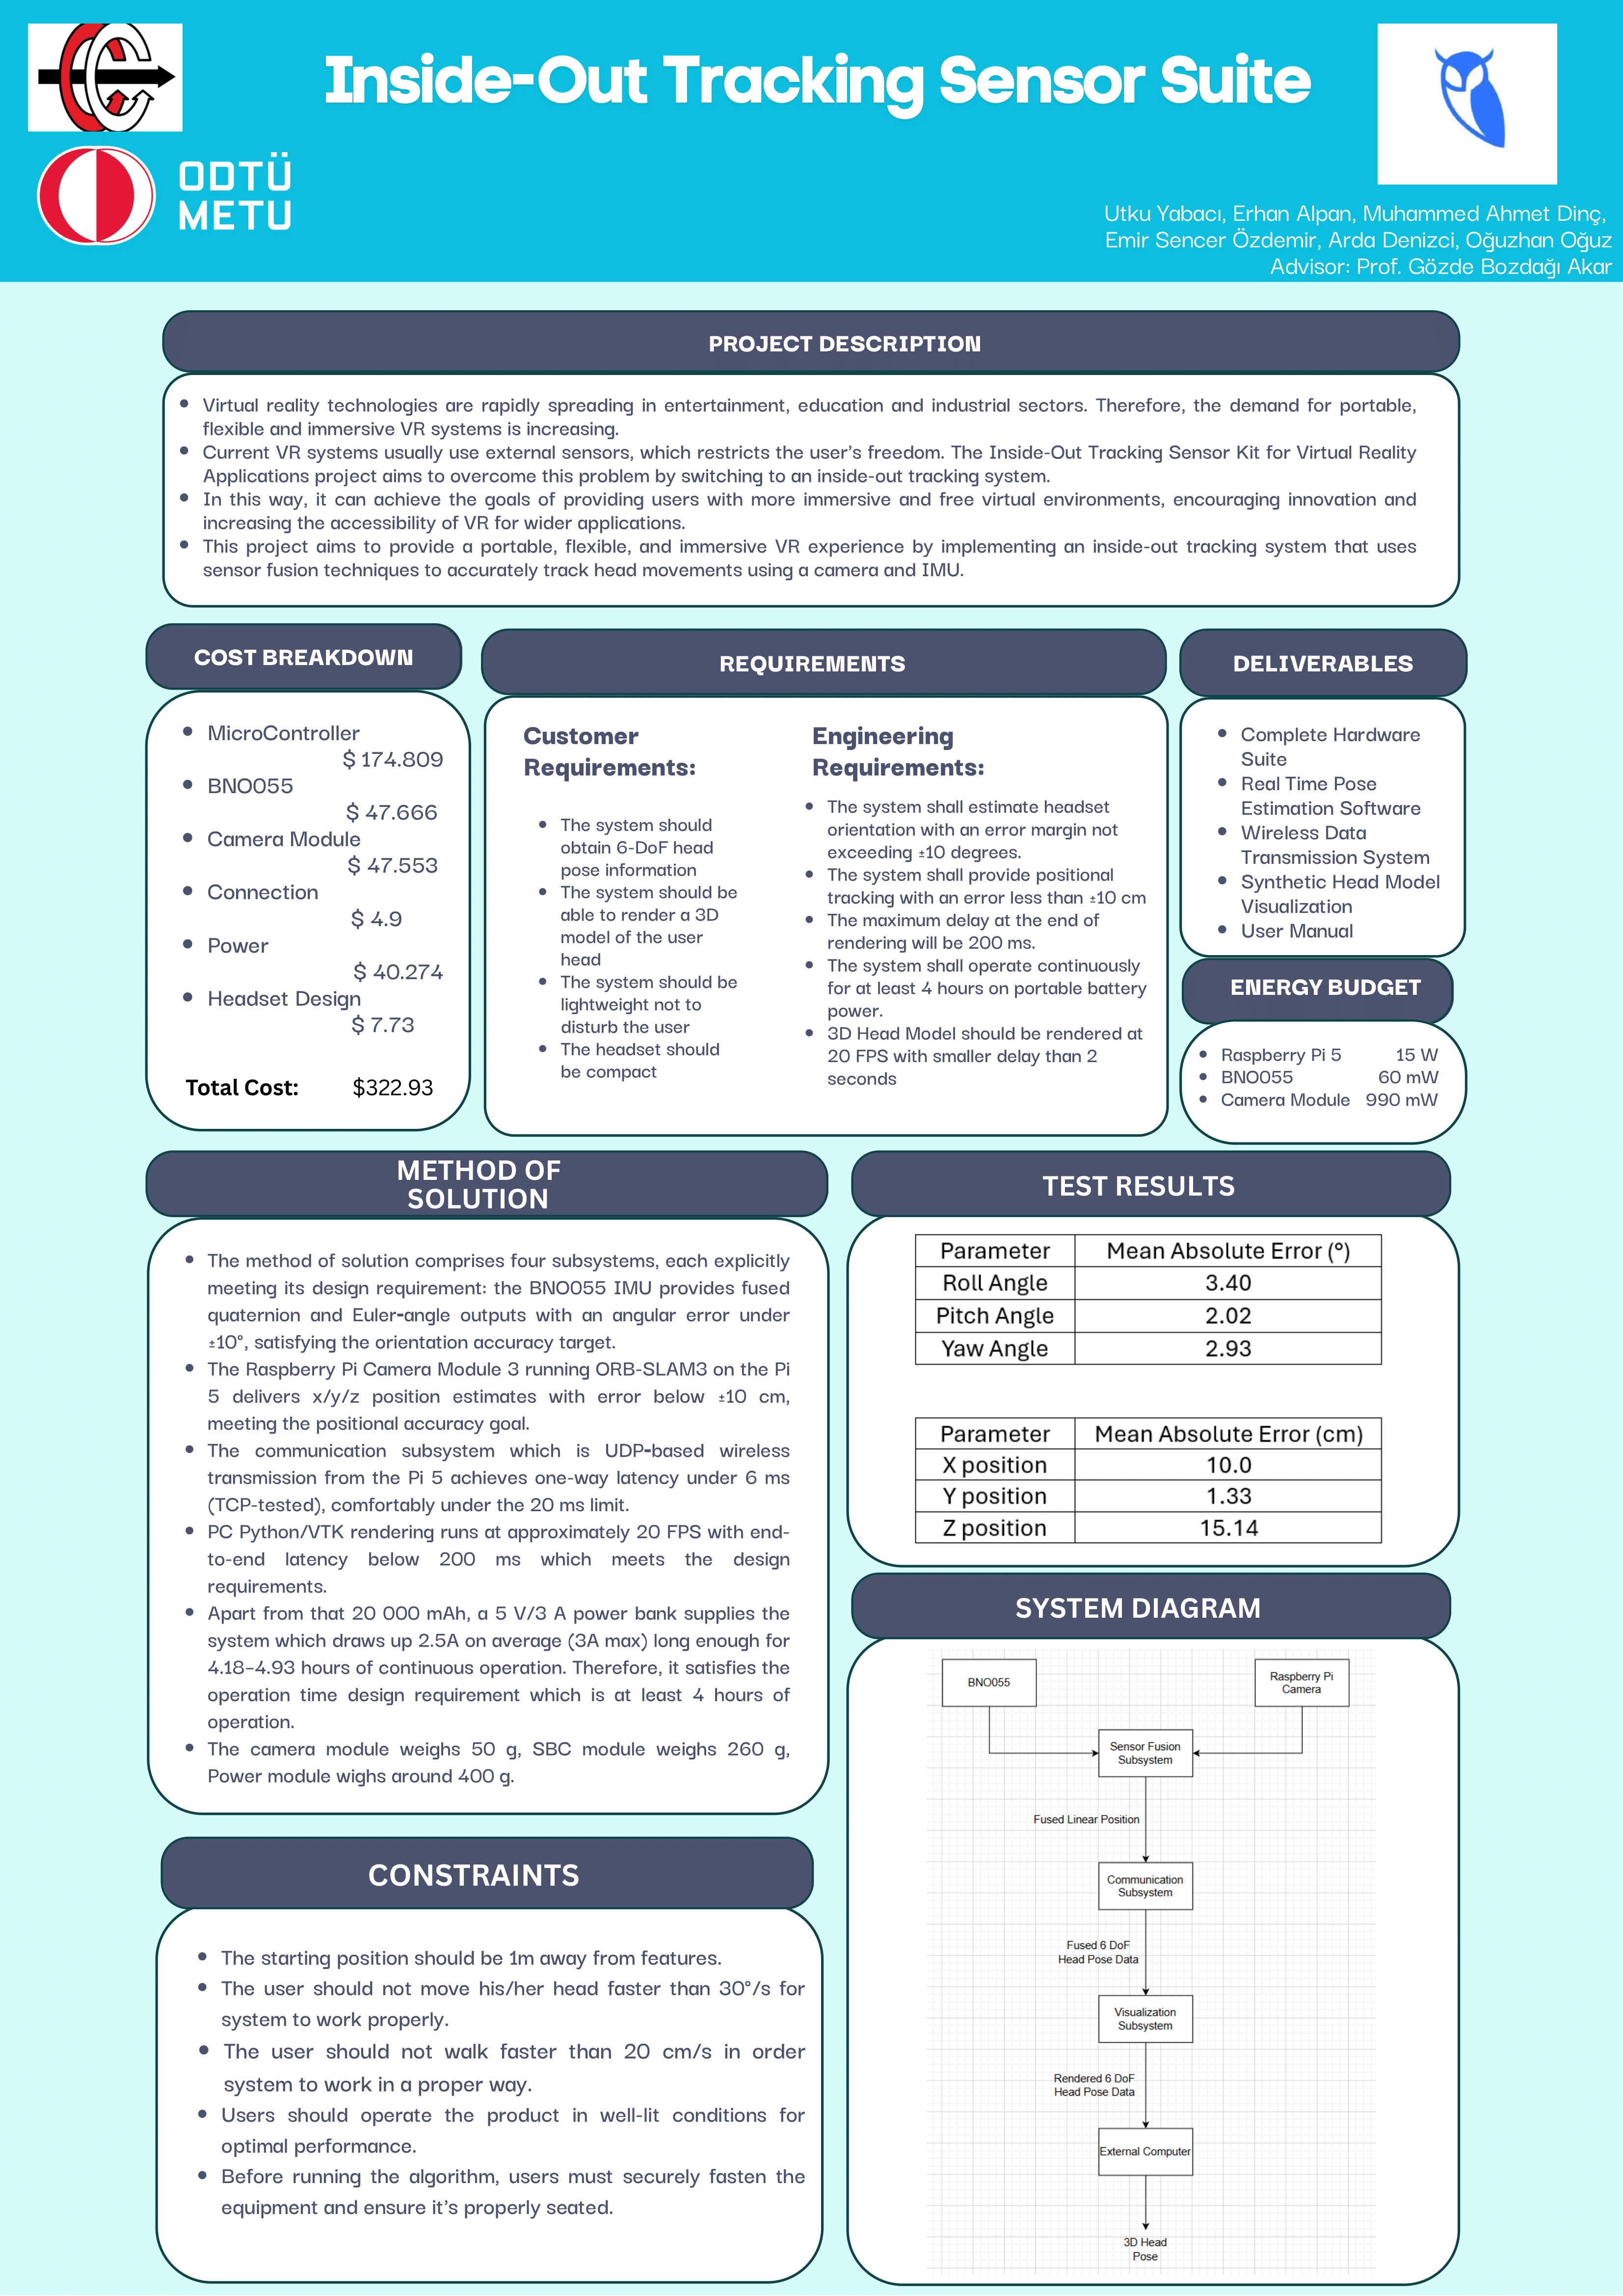 Inside-Out Tracking Sensor Suite
ODTÜ
METU
Utku Yabacı, Erhan Alpan, Muhammed Ahmet Dinç,
Emir Sencer Özdemir, Arda Denizci, Oğuzhan Oğuz
Advisor: Prof. Gözde Bozdağı Akar
PROJECT DESCRIPTION
• Virtual reality technologies are rapidly spreading in entertainment, education and industrial sectors. Therefore, the demand for portable,
flexible and immersive VR systems is increasing.
• Current VR systems usually use external sensors, which restricts the user's freedom. The Inside-Out Tracking Sensor Kit for Virtual Reality
Applications project aims to overcome this problem by switching to an inside-out tracking system.
• In this way, it can achieve the goals of providing users with more immersive and free virtual environments, encouraging innovation and
increasing the accessibility of VR for wider applications.
• This project aims to provide a portable, flexible, and immersive VR experience by implementing an inside-out tracking system that uses
sensor fusion techniques to accurately track head movements using a camera and IMU.
COST BREAKDOWN
• MicroController
$ 174.809
• BNO055
$ 47.666
• Camera Module
$ 47.553
• Connection
$ 4.9
• Power
$ 40.274
• Headset Design
$ 7.73
Total Cost: $322.93
REQUIREMENTS
Customer
Requirements:
• The system should
obtain 6-DoF head
pose information
• The system should be
able to render a 3D
model of the user
head
• The system should be
lightweight not to
disturb the user
• The headset should
be compact
Engineering
Requirements:
• The system shall estimate headset
orientation with an error margin not
exceeding ±10 degrees.
• The system shall provide positional
tracking with an error less than ±10 cm
• The maximum delay at the end of
rendering will be 200 ms.
• The system shall operate continuously
for at least 4 hours on portable battery
power.
• 3D Head Model should be rendered at
20 FPS with smaller delay than 2
seconds
DELIVERABLES
• Complete Hardware
Suite
• Real Time Pose
Estimation Software
• Wireless Data
Transmission System
• Synthetic Head Model
Visualization
• User Manual
ENERGY BUDGET
• Raspberry Pi 5 15 W
• BNO055 60 mW
• Camera Module 990 mW
METHOD OF
SOLUTION
• The method of solution comprises four subsystems, each explicitly
meeting its design requirement: the BNO055 IMU provides fused
quaternion and Euler-angle outputs with an angular error under
±10°, satisfying the orientation accuracy target.
• The Raspberry Pi Camera Module 3 running ORB-SLAM3 on the Pi
5 delivers x/y/z position estimates with error below ±10 cm,
meeting the positional accuracy goal.
• The communication subsystem which is UDP-based wireless
transmission from the Pi 5 achieves one-way latency under 6 ms
(TCP-tested), comfortably under the 20 ms limit.
• PC Python/VTK rendering runs at approximately 20 FPS with end-
to-end latency below 200 ms which meets the design
requirements.
• Apart from that 20 000 mAh, a 5 V/3 A power bank supplies the
system which draws up 2.5A on average (3A max) long enough for
4.18–4.93 hours of continuous operation. Therefore, it satisfies the
operation time design requirement which is at least 4 hours of
operation.
• The camera module weighs 50 g, SBC module weighs 260 g,
Power module wighs around 400 g.
TEST RESULTS
Parameter Mean Absolute Error (°)
Roll Angle 3.40
Pitch Angle 2.02
Yaw Angle 2.93
Parameter Mean Absolute Error (cm)
X position 10.0
Y position 1.33
Z position 15.14
SYSTEM DIAGRAM
BNO055
Raspberry Pi
Camera
Sensor Fusion
Subsystem
Fused Linear Position
Communication
Subsystem
Fused 6 DoF
Head Pose Data
Visualization
Subsystem
Rendered 6 DoF
Head Pose Data
External Computer
3D Head
Pose
CONSTRAINTS
• The starting position should be 1m away from features.
• The user should not move his/her head faster than 30°/s for
system to work properly.
• The user should not walk faster than 20 cm/s in order
system to work in a proper way.
• Users should operate the product in well-lit conditions for
optimal performance.
• Before running the algorithm, users must securely fasten the
equipment and ensure it's properly seated.